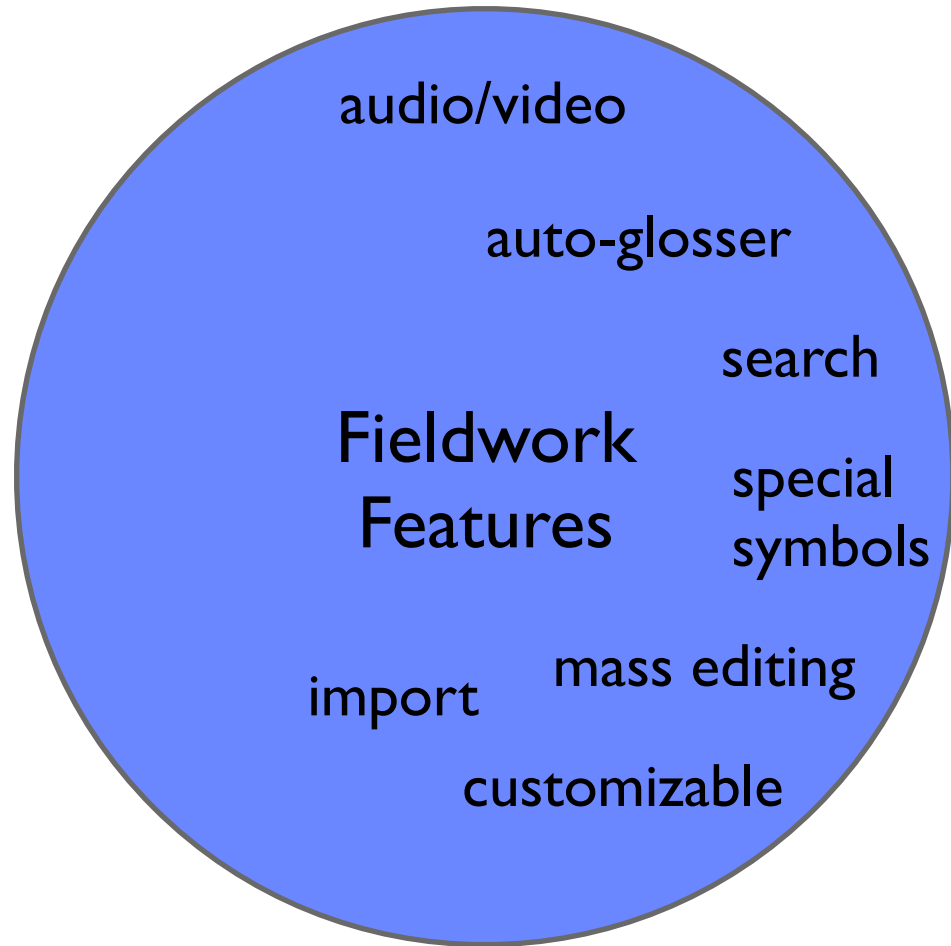 audio/video
auto-glosser
search
Fieldwork
Features
special
symbols
mass editing
import
customizable